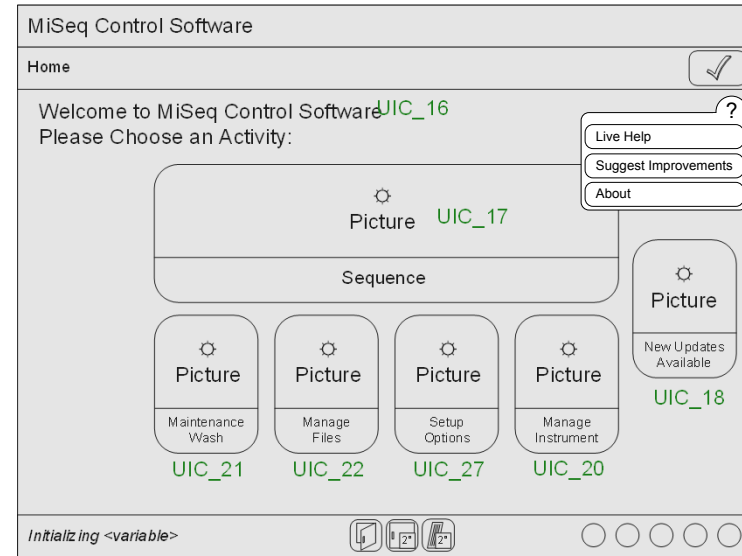 MiSeq Control Software
Home
Welcome to MiSeq Control Software UIC_16
Please Choose an Activity:
?
Live Help
Suggest Improvements
About
Picture UIC_17
Sequence
Picture
New Updates
Available
UIC_18
Picture
Maintenance
Wash
UIC_21
Picture
Manage
Files
UIC_22
Picture
Setup
Options
UIC_27
Picture
Manage
Instrument
UIC_20
Initializing <variable>
2°
2°